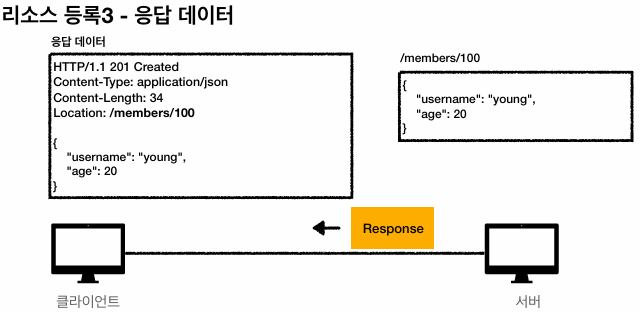 리소스 등록3 - 응답 데이터
응답 데이터
HTTP/1.1 201 Created
Content-Type: application/json
Content-Length: 34
Location: /members/100
{
"username": "young",
"age": 20
}
/members/100
{
"username": "young",
"age": 20
}
Response
클라이언트
서버